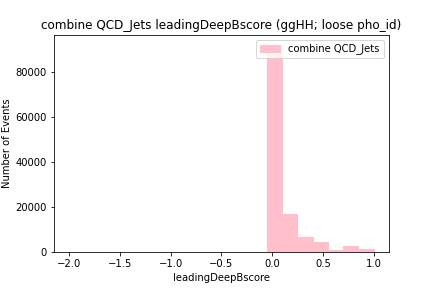 combine QCD_Jets leadingDeepBscore (ggHH; loose pho_id)
combine QCD_Jets
Number of Events
80000
60000
40000
20000
0
−2.0 −1.5 −1.0 −0.5 0.0 0.5 1.0
leadingDeepBscore